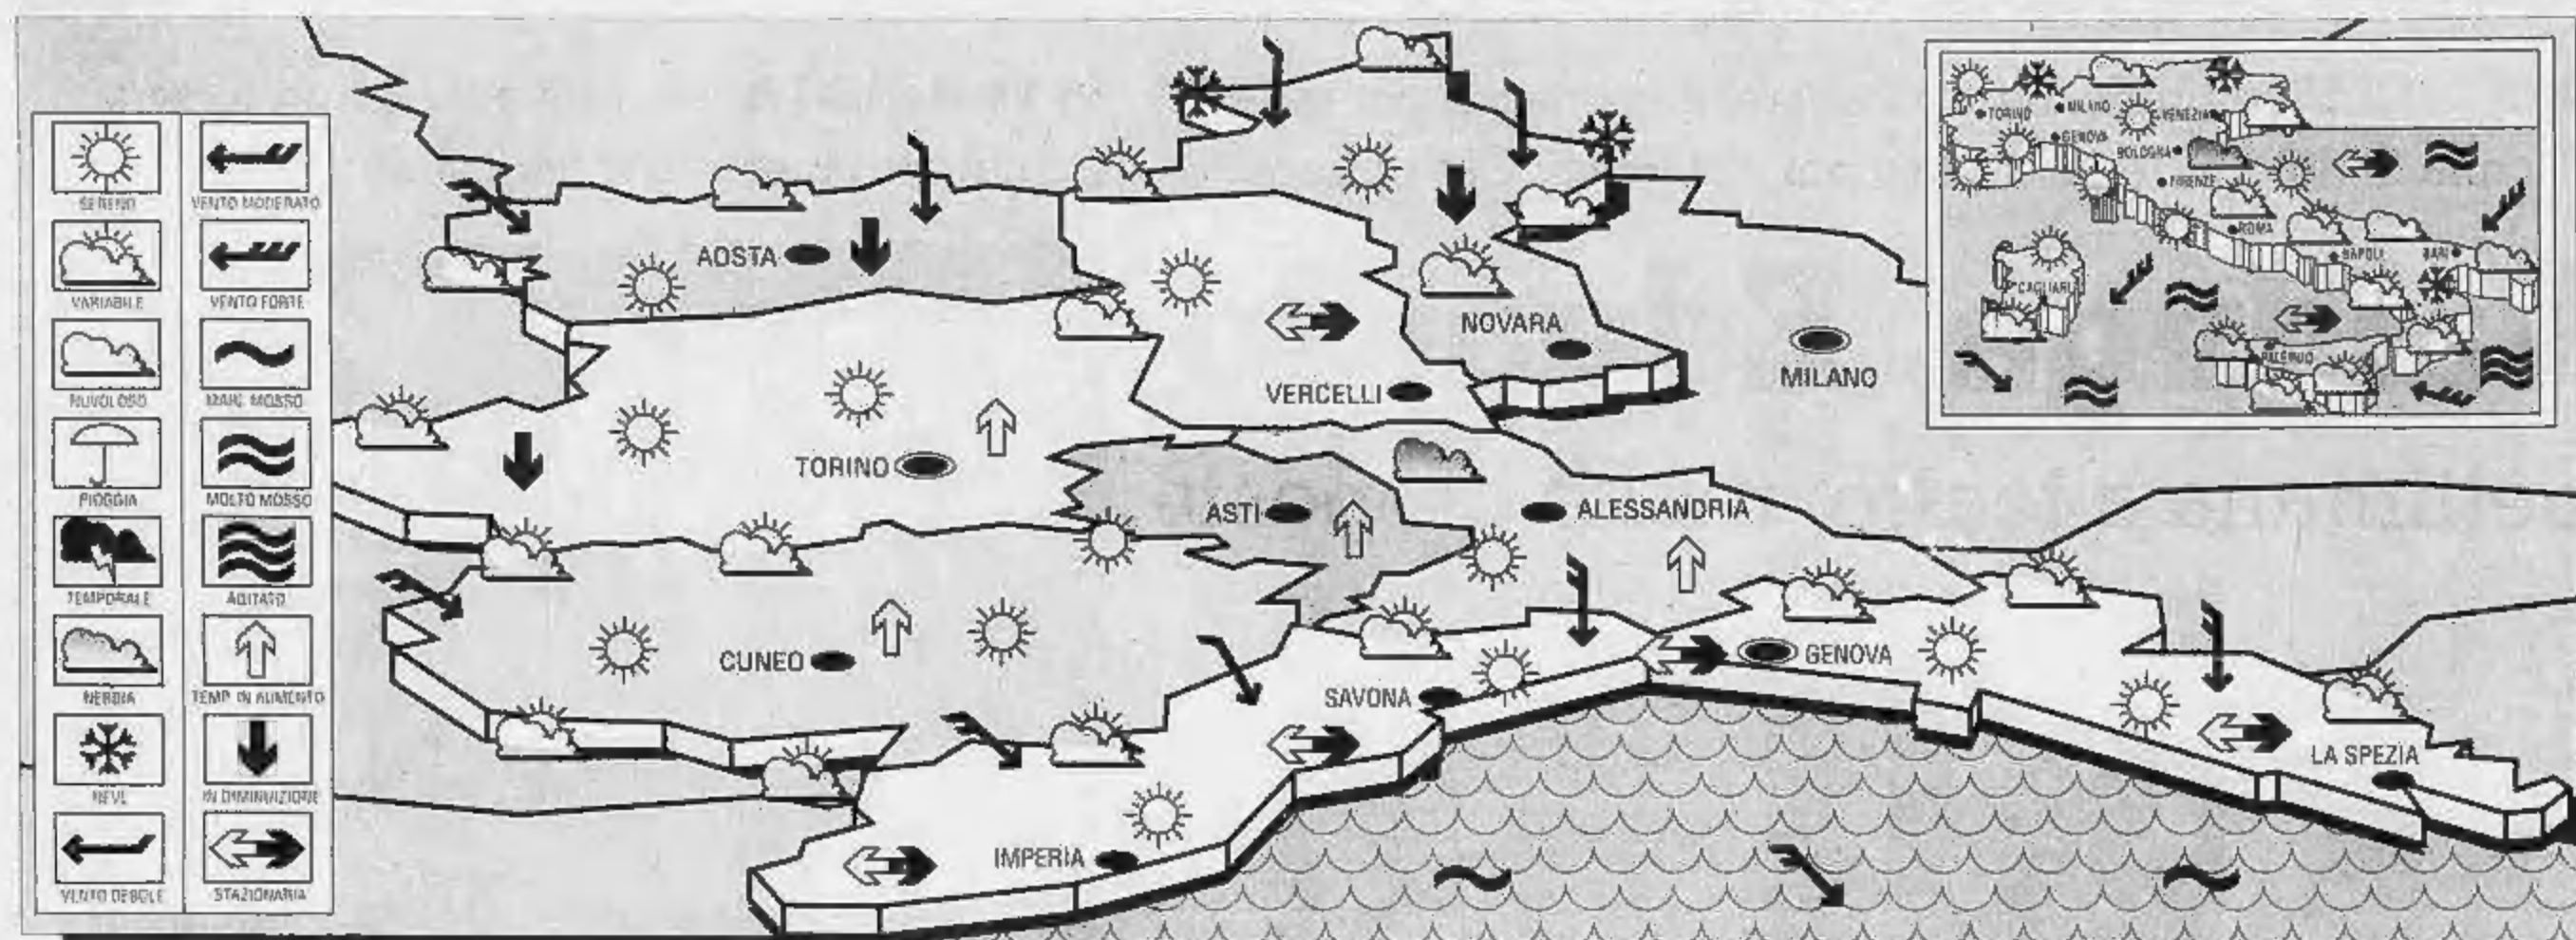 SERENO
VARIABILE
NUVOLOSO
PIOGGIA
TEMPORALE
NEBBIA
NEVE
VENTO DEBOLE
VENTO MODERATO
VENTO FORTE
MARE MOSSO
MOLTO MOSSO
AGITATO
TEMP. IN AUMENTO
IN DIMINUZIONE
STAZIONARIA
AOSTA
NOVARA
VERCELLI
MILANO
TORINO
ASTI
ALESSANDRIA
CUNEO
SAVONA
GENOVA
LA SPEZIA
IMPERIA
TORINO
MILANO
VENEZIA
GENOVA
BOLOGNA
FIRENZE
ROMA
NAPOLI
BARI
CAGLIARI
PALERMO